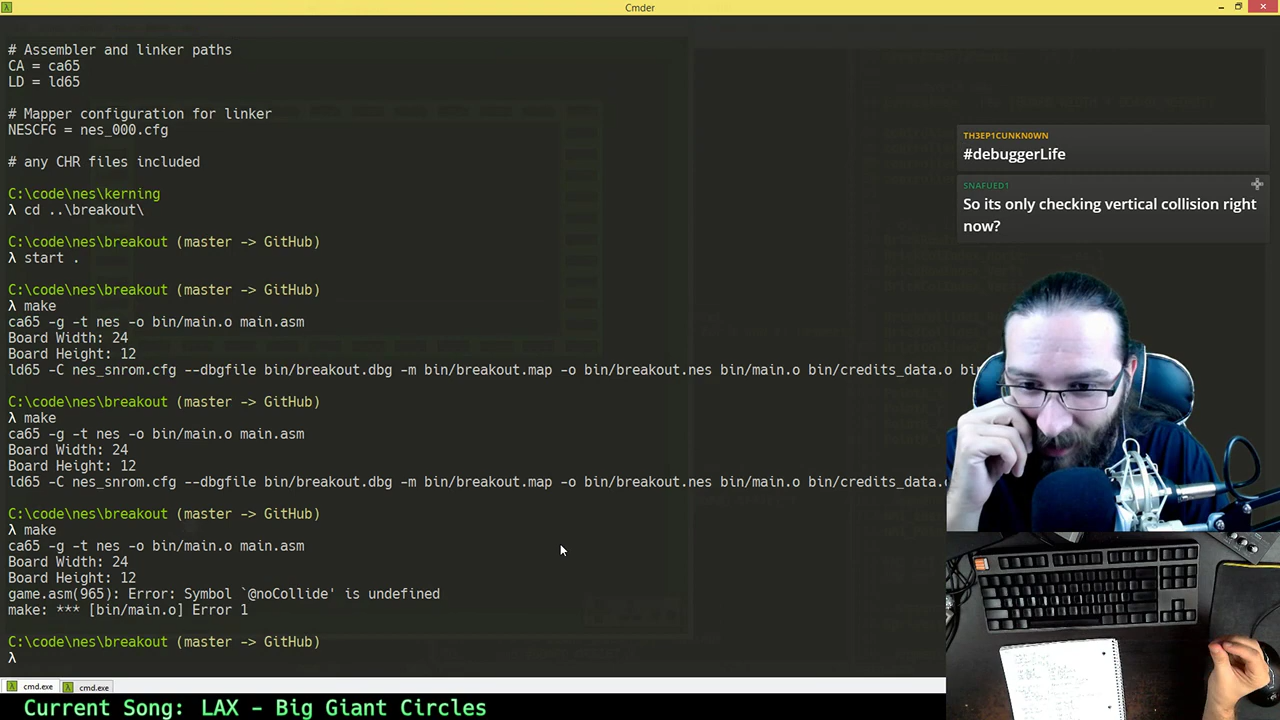 Cmder
# Assembler and linker paths
CA = ca65
LD = ld65
# Mapper configuration for linker
NESCFG = nes_000.cfg
# any CHR files included
C:\code\nes\kerning
λ cd ..\breakout\
C:\code\nes\breakout (master -> GitHub)
λ start .
C:\code\nes\breakout (master -> GitHub)
λ make
ca65 -g -t nes -o bin/main.o main.asm
Board Width: 24
Board Height: 12
ld65 -C nes_snrom.cfg --dbgfile bin/breakout.dbg -m bin/breakout.map -o bin/breakout.nes bin/main.o bin/credits_data.o
C:\code\nes\breakout (master -> GitHub)
λ make
ca65 -g -t nes -o bin/main.o main.asm
Board Width: 24
Board Height: 12
ld65 -C nes_snrom.cfg --dbgfile bin/breakout.dbg -m bin/breakout.map -o bin/breakout.nes bin/main.o bin/credits_data.
C:\code\nes\breakout (master -> GitHub)
λ make
ca65 -g -t nes -o bin/main.o main.asm
Board Width: 24
Board Height: 12
game.asm(965): Error: Symbol `@noCollide' is undefined
make: *** [bin/main.o] Error 1
C:\code\nes\breakout (master -> GitHub)
λ
TH3EP1CUNKN0WN
#debuggerLife
SNAFUED1
So its only checking vertical collision right
now?
cmd.exe
cmd.exe
Current Song: LAX - Big Giant Circles